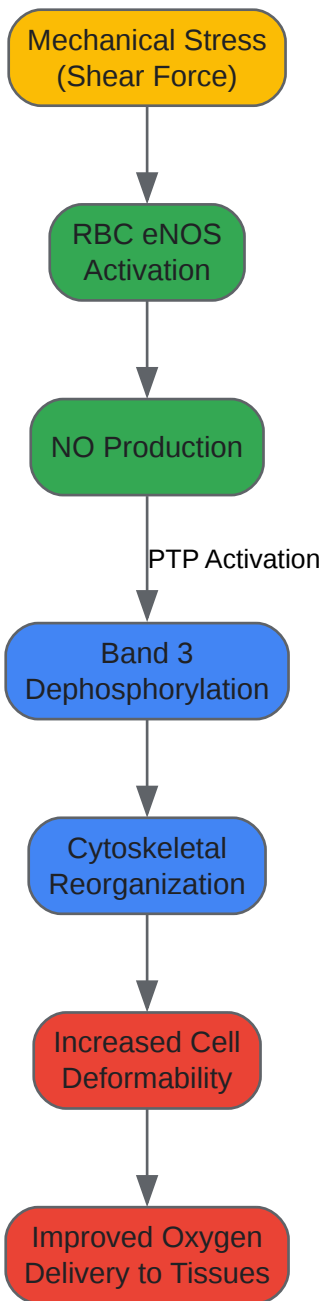 Mechanical Stress
(Shear Force)
RBC eNOS
Activation
NO Production
PTP Activation
Band 3
Dephosphorylation
Cytoskeletal
Reorganization
Increased Cell
Deformability
Improved Oxygen
Delivery to Tissues